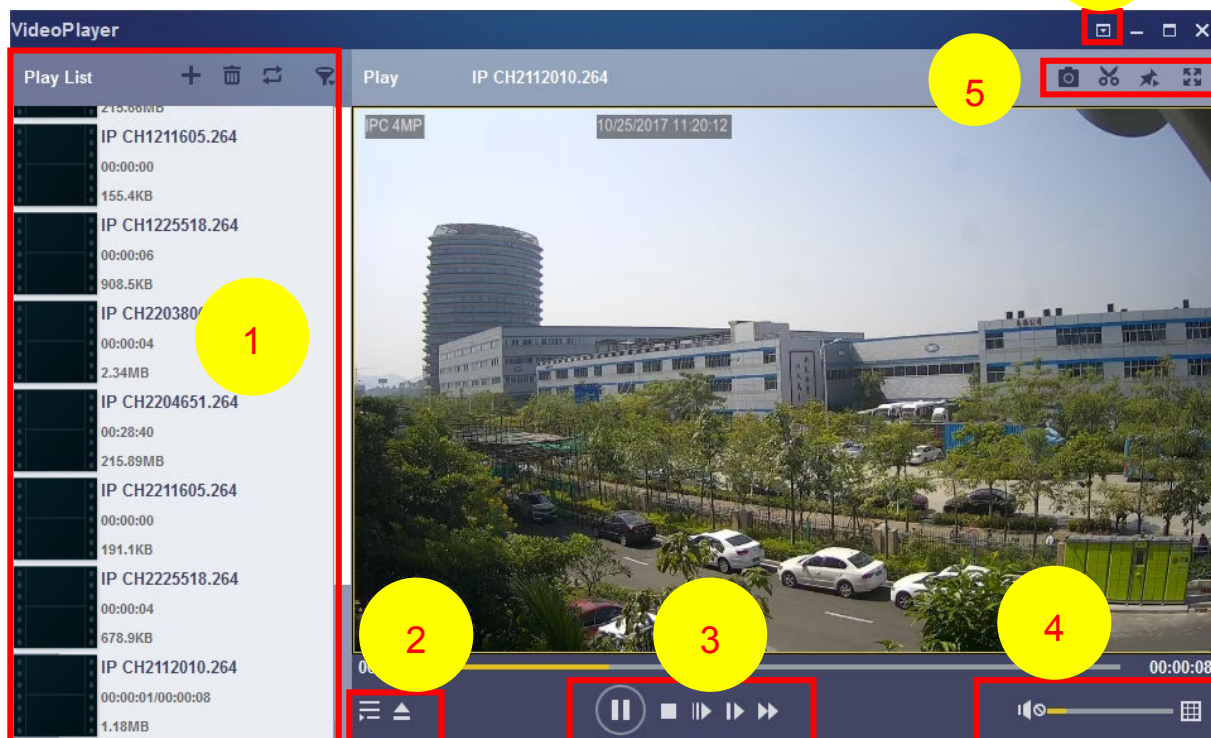 VideoPlayer
Play List
Play
IP CH2112010.264
5
215.66MB
IP CH1211605.264
00:00:00
155.4KB
IP CH1225518.264
00:00:06
908.5KB
IP CH220380
00:00:04
2.34MB
1
IP CH2204651.264
00:28:40
215.89MB
IP CH2211605.264
00:00:00
191.1KB
IP CH2225518.264
00:00:04
678.9KB
IP CH2112010.264
00:00:01/00:00:08
1.18MB
IPC 4MP
10/25/2017 11:20:12
2
3
4
00:00:08